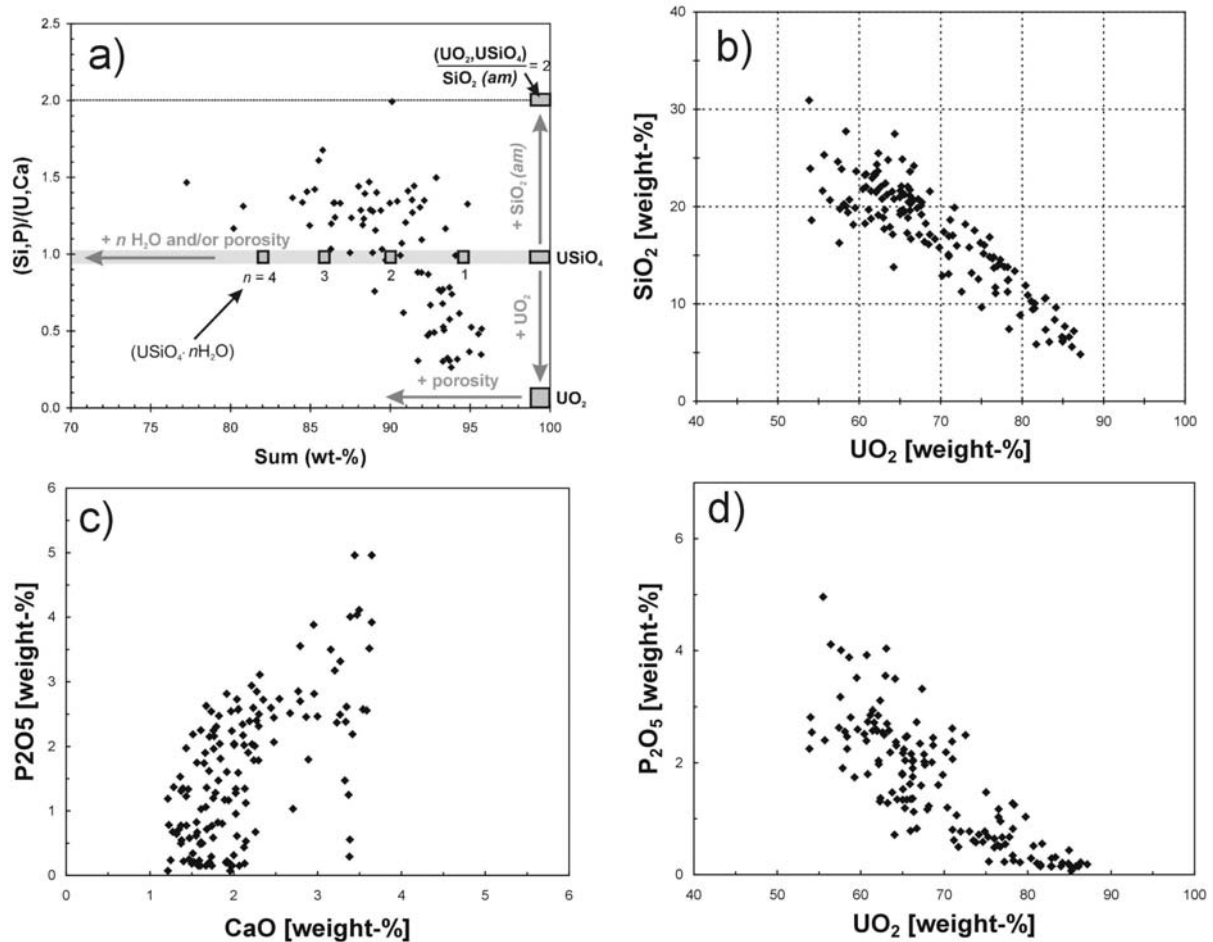 a)
(Si,P)/(U,Ca)
2.5
2.0
1.5
1.0
0.5
0.0
(UO₂,USiO₄)
SiO₂ (am)
= 2
+ SiO₂ (am)
+ n H₂O and/or porosity
USiO₄
n = 4
3
2
1
(USiO₄· nH₂O)
+ UO₂
+ porosity
UO₂
70 75 80 85 90 95 100
Sum (wt-%)
b)
SiO₂ [weight-%]
40
30
20
10
0
40 50 60 70 80 90 100
UO₂ [weight-%]
c)
P2O5 [weight-%]
6
5
4
3
2
1
0
0 1 2 3 4 5 6
CaO [weight-%]
d)
P₂O₅ [weight-%]
6
4
2
0
40 50 60 70 80 90 100
UO₂ [weight-%]